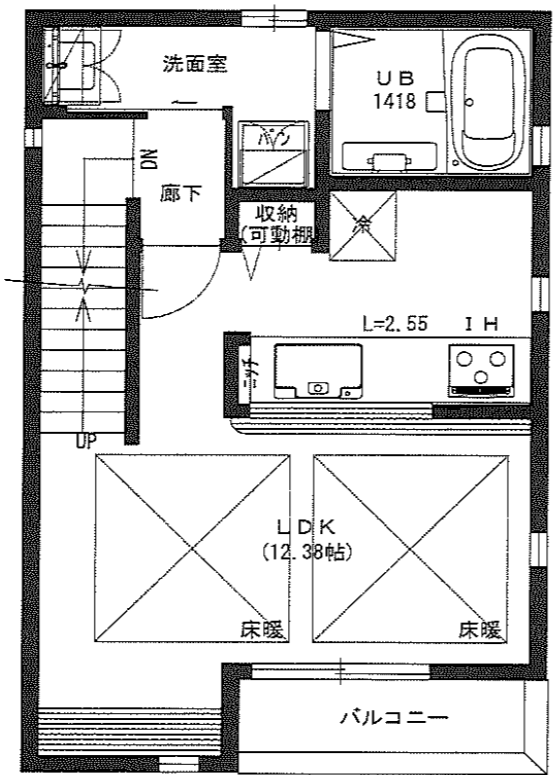 洗面室
UB
1418
パン
DN
廊下
収納
(可動棚
冷
L=2.55 IH
ニッチ
UP
LDK
(12.38帖)
床暖
床暖
バルコニー